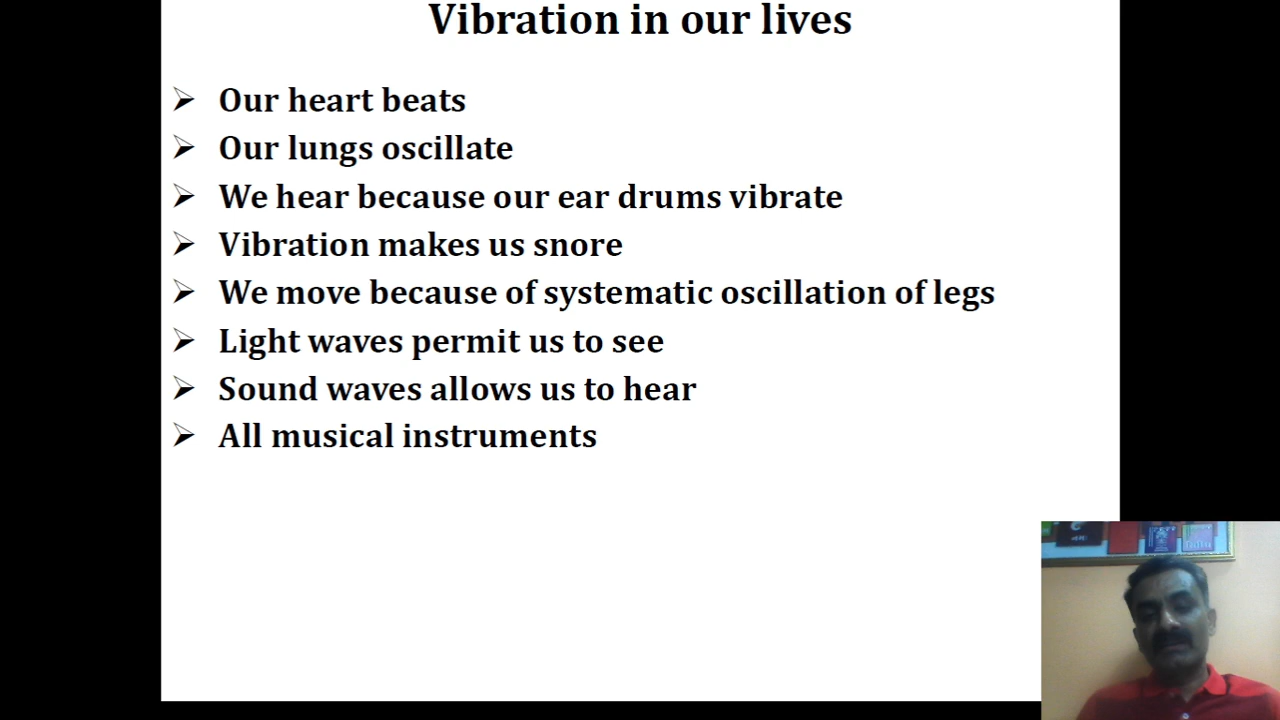 Vibration in our lives
➢ Our heart beats
➢ Our lungs oscillate
➢ We hear because our ear drums vibrate
➢ Vibration makes us snore
➢ We move because of systematic oscillation of legs
➢ Light waves permit us to see
➢ Sound waves allows us to hear
➢ All musical instruments